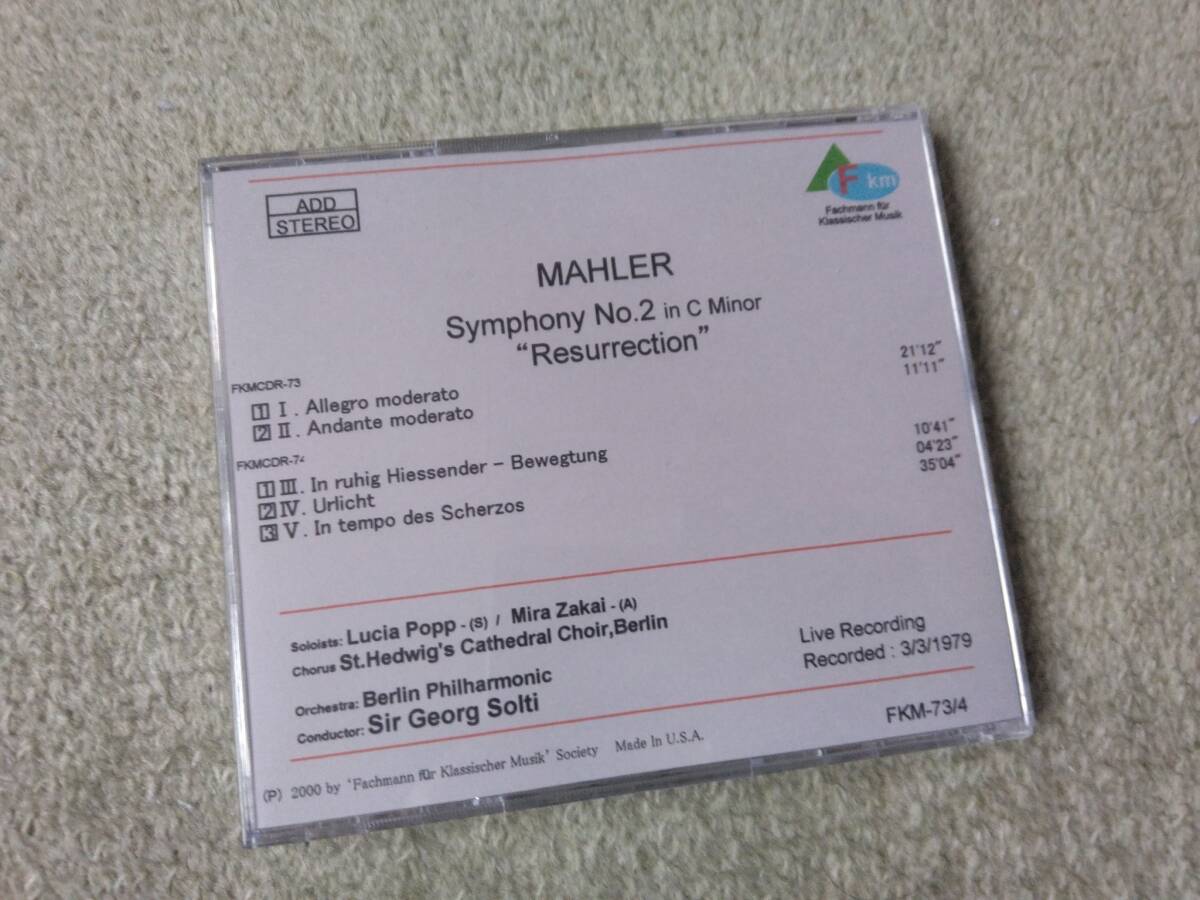 ADD
STEREO
F km
Fachmann für
Klassischer Musik
MAHLER
Symphony No.2 in C Minor
“Resurrection”
FKMCDR-73
1 Ⅰ. Allegro moderato 21'12"
2 Ⅱ. Andante moderato 11'11"
FKMCDR-74
1 Ⅲ. In ruhig Hiessender – Bewegtung 10'41"
2 Ⅳ. Urlicht 04'23"
3 Ⅴ. In tempo des Scherzos 35'04"
Soloists: Lucia Popp - (S) / Mira Zakai - (A)
Chorus St.Hedwig's Cathedral Choir,Berlin
Orchestra: Berlin Philharmonic
Conductor: Sir Georg Solti
Live Recording
Recorded : 3/3/1979
FKM-73/4
(P) 2000 by ‘Fachmann für Klassischer Musik’ Society Made In U.S.A.